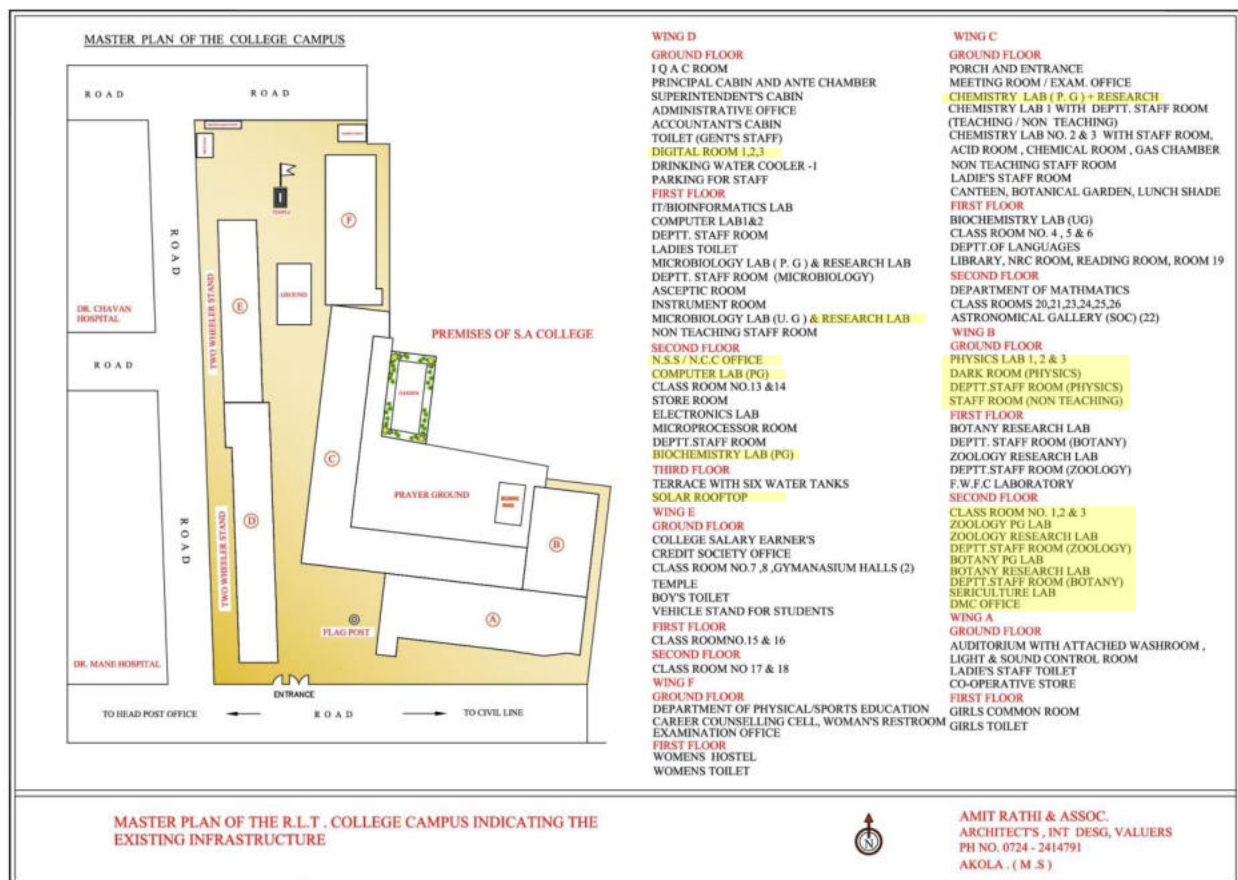 MASTER PLAN OF THE COLLEGE CAMPUS
ROAD
ROAD
TEMPLE
F
ROAD
TWO WHEELER STAND
E
GROUND
DR. CHAVAN
HOSPITAL
PREMISES OF S.A COLLEGE
ROAD
GARDEN
C
PRAYER GROUND
D
ROAD
TWO WHEELER STAND
B
A
FLAG POST
DR. MANE HOSPITAL
ENTRANCE
TO HEAD POST OFFICE
ROAD
TO CIVIL LINE
WING D
GROUND FLOOR
I Q A C ROOM
PRINCIPAL CABIN AND ANTE CHAMBER
SUPERINTENDENT'S CABIN
ADMINISTRATIVE OFFICE
ACCOUNTANT'S CABIN
TOILET (GENT'S STAFF)
DIGITAL ROOM 1,2,3
DRINKING WATER COOLER -1
PARKING FOR STAFF
FIRST FLOOR
IT/BIOINFORMATICS LAB
COMPUTER LAB1&2
DEPTT. STAFF ROOM
LADIES TOILET
MICROBIOLOGY LAB ( P. G ) & RESEARCH LAB
DEPTT. STAFF ROOM (MICROBIOLOGY)
ASCEPTIC ROOM
INSTRUMENT ROOM
MICROBIOLOGY LAB (U. G ) & RESEARCH LAB
NON TEACHING STAFF ROOM
SECOND FLOOR
N.S.S / N.C.C OFFICE
COMPUTER LAB (PG)
CLASS ROOM NO.13 &14
STORE ROOM
ELECTRONICS LAB
MICROPROCESSOR ROOM
DEPTT.STAFF ROOM
BIOCHEMISTRY LAB (PG)
THIRD FLOOR
TERRACE WITH SIX WATER TANKS
SOLAR ROOFTOP
WING E
GROUND FLOOR
COLLEGE SALARY EARNER'S
CREDIT SOCIETY OFFICE
CLASS ROOM NO.7 ,8 ,GYMANASIUM HALLS (2)
TEMPLE
BOY'S TOILET
VEHICLE STAND FOR STUDENTS
FIRST FLOOR
CLASS ROOMNO.15 & 16
SECOND FLOOR
CLASS ROOM NO 17 & 18
WING F
GROUND FLOOR
DEPARTMENT OF PHYSICAL/SPORTS EDUCATION
CAREER COUNSELLING CELL, WOMAN'S RESTROOM
EXAMINATION OFFICE
FIRST FLOOR
WOMENS HOSTEL
WOMENS TOILET
WING C
GROUND FLOOR
PORCH AND ENTRANCE
MEETING ROOM / EXAM. OFFICE
CHEMISTRY LAB ( P. G ) + RESEARCH
CHEMISTRY LAB 1 WITH DEPTT. STAFF ROOM
(TEACHING / NON TEACHING)
CHEMISTRY LAB NO. 2 & 3 WITH STAFF ROOM,
ACID ROOM , CHEMICAL ROOM , GAS CHAMBER
NON TEACHING STAFF ROOM
LADIE'S STAFF ROOM
CANTEEN, BOTANICAL GARDEN, LUNCH SHADE
FIRST FLOOR
BIOCHEMISTRY LAB (UG)
CLASS ROOM NO. 4 , 5 & 6
DEPTT.OF LANGUAGES
LIBRARY, NRC ROOM, READING ROOM, ROOM 19
SECOND FLOOR
DEPARTMENT OF MATHMATICS
CLASS ROOMS 20,21,23,24,25,26
ASTRONOMICAL GALLERY (SOC) (22)
WING B
GROUND FLOOR
PHYSICS LAB 1, 2 & 3
DARK ROOM (PHYSICS)
DEPTT.STAFF ROOM (PHYSICS)
STAFF ROOM (NON TEACHING)
FIRST FLOOR
BOTANY RESEARCH LAB
DEPTT. STAFF ROOM (BOTANY)
ZOOLOGY RESEARCH LAB
DEPTT.STAFF ROOM (ZOOLOGY)
F.W.F.C LABORATORY
SECOND FLOOR
CLASS ROOM NO. 1,2 & 3
ZOOLOGY PG LAB
ZOOLOGY RESEARCH LAB
DEPTT.STAFF ROOM (ZOOLOGY)
BOTANY PG LAB
BOTANY RESEARCH LAB
DEPTT.STAFF ROOM (BOTANY)
SERICULTURE LAB
DMC OFFICE
WING A
GROUND FLOOR
AUDITORIUM WITH ATTACHED WASHROOM ,
LIGHT & SOUND CONTROL ROOM
LADIE'S STAFF TOILET
CO-OPERATIVE STORE
FIRST FLOOR
GIRLS COMMON ROOM
GIRLS TOILET
MASTER PLAN OF THE R.L.T . COLLEGE CAMPUS INDICATING THE
EXISTING INFRASTRUCTURE
N
AMIT RATHI & ASSOC.
ARCHITECT'S , INT DESG, VALUERS
PH NO. 0724 - 2414791
AKOLA . ( M .S )